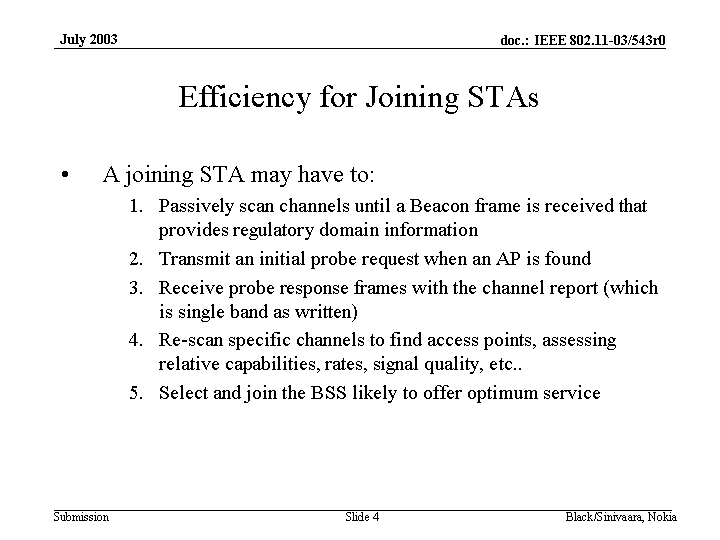 July 2003
doc.: IEEE 802.11-03/543r0
Efficiency for Joining STAs
• A joining STA may have to:
1. Passively scan channels until a Beacon frame is received that
provides regulatory domain information
2. Transmit an initial probe request when an AP is found
3. Receive probe response frames with the channel report (which
is single band as written)
4. Re-scan specific channels to find access points, assessing
relative capabilities, rates, signal quality, etc..
5. Select and join the BSS likely to offer optimum service
Submission
Slide 4
Black/Sinivaara, Nokia